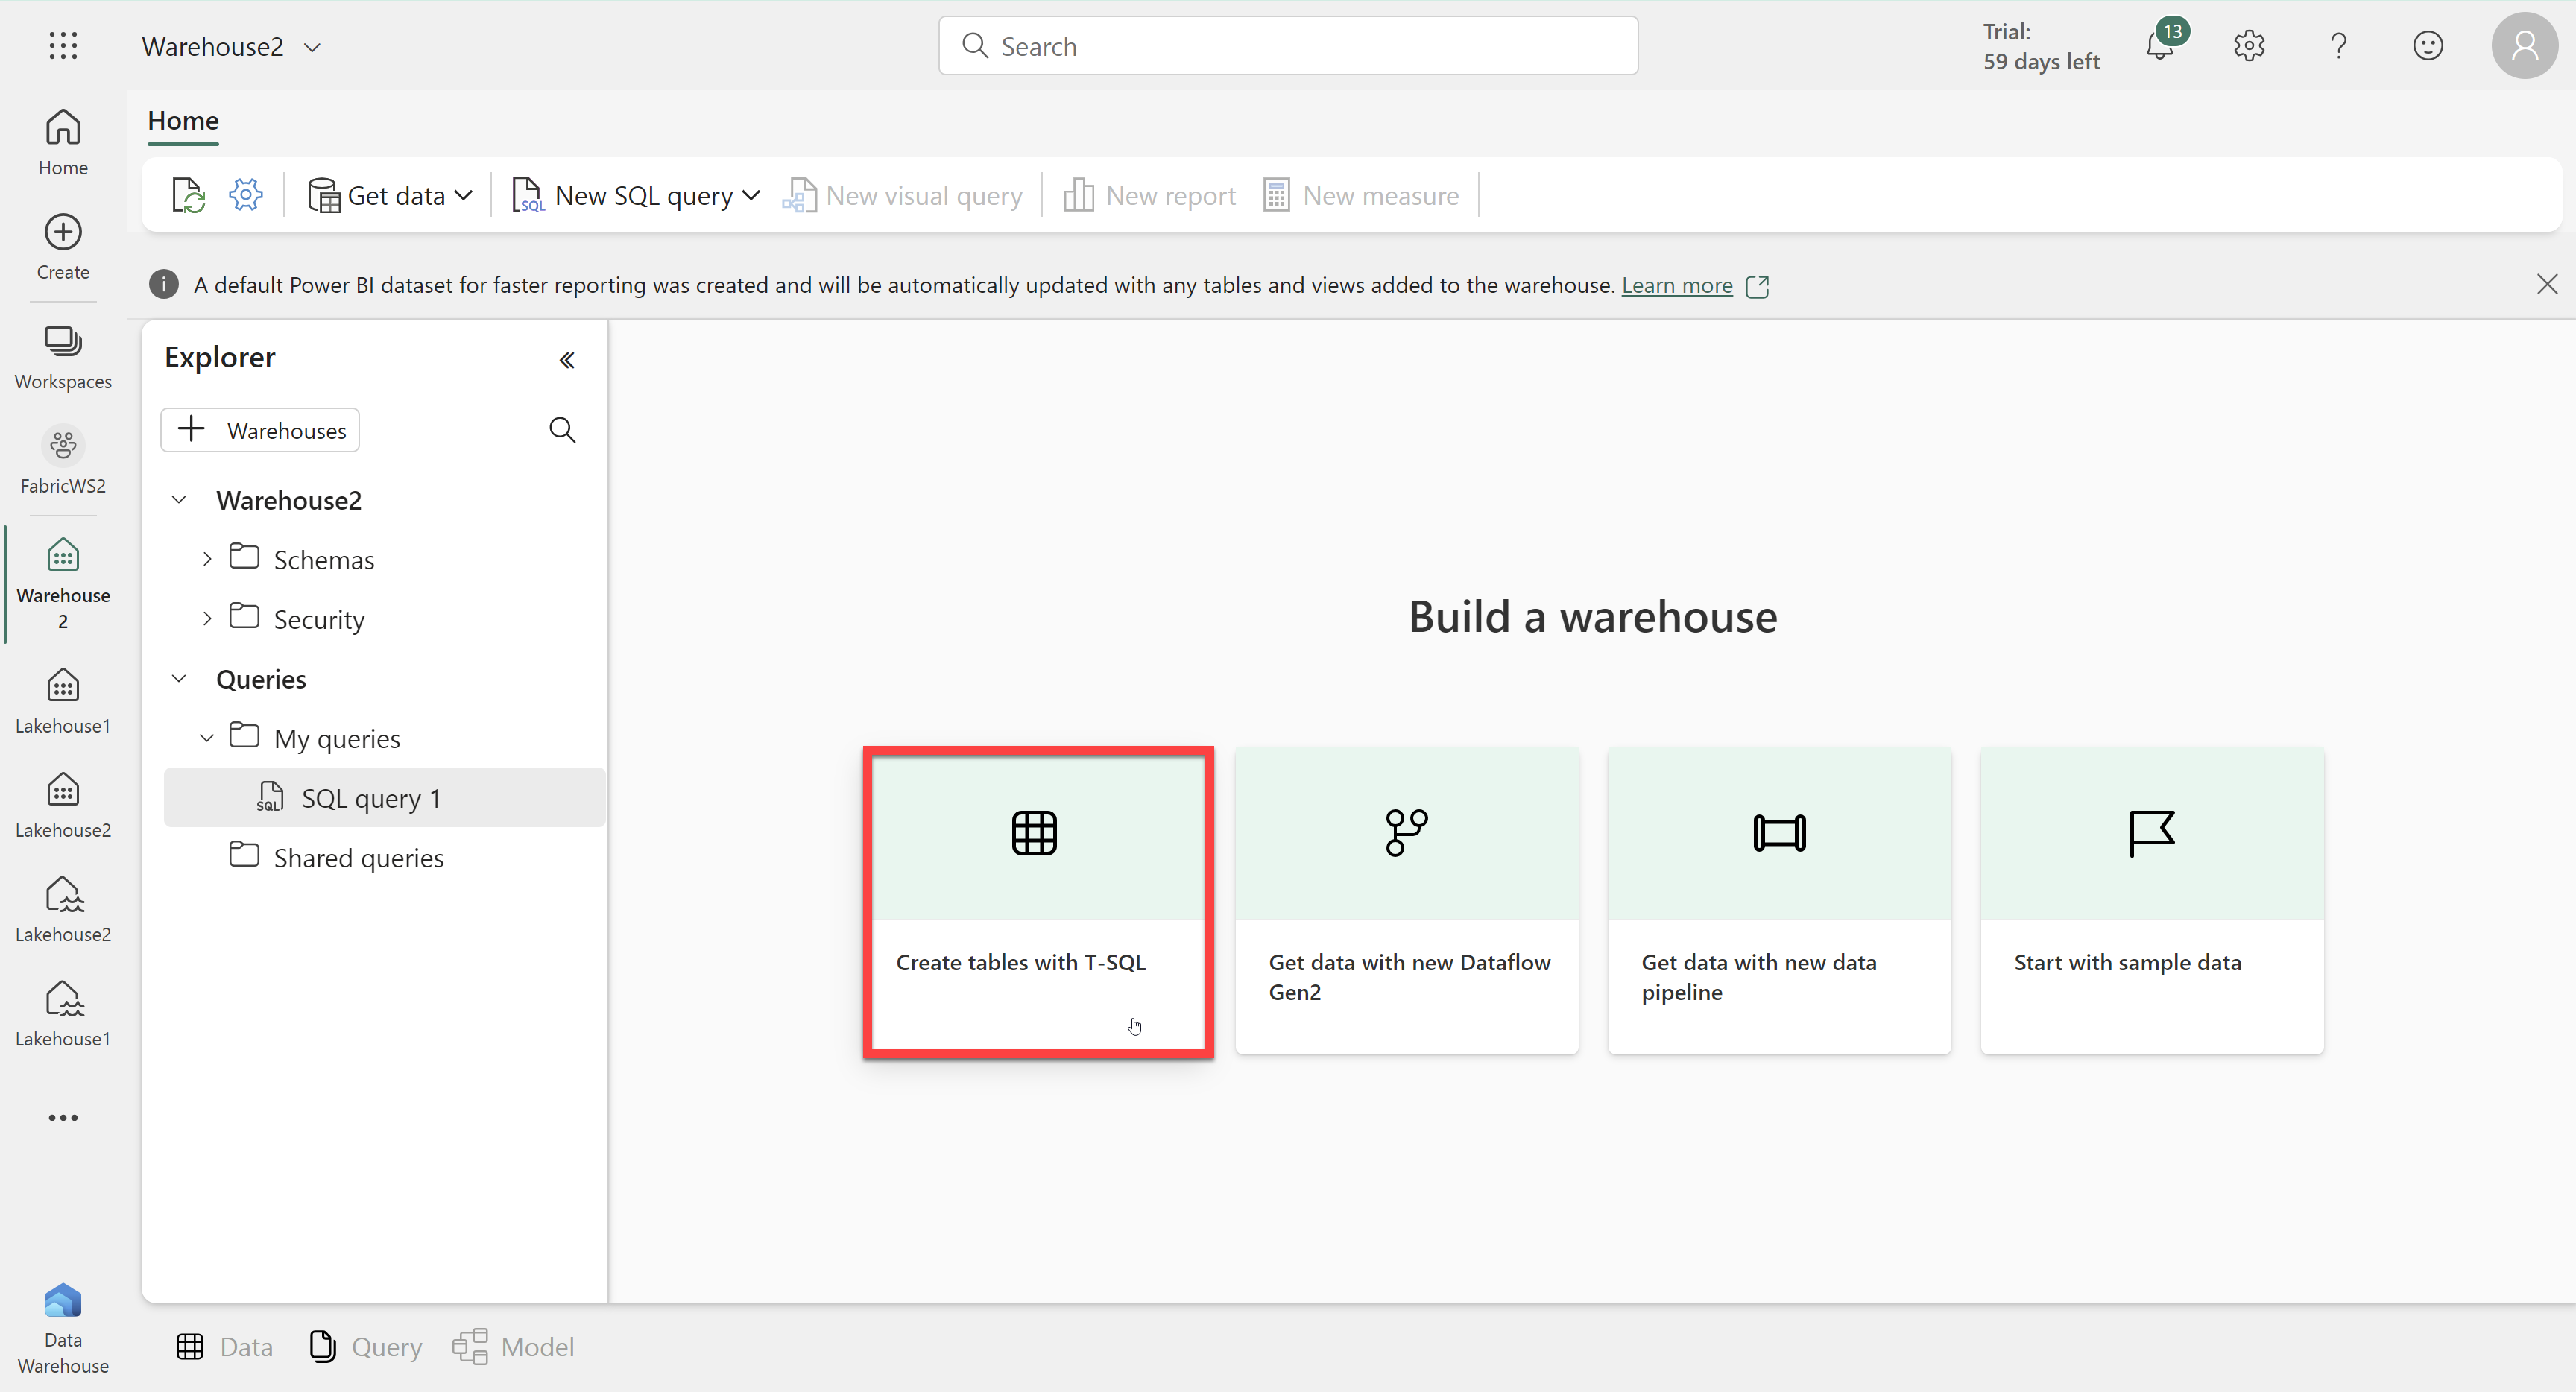 Warehouse2
Search
Trial:
59 days left
13
Home
Home
Get data
SQL
New SQL query
New visual query
New report
New measure
Create
A default Power BI dataset for faster reporting was created and will be automatically updated with any tables and views added to the warehouse. Learn more
Workspaces
FabricWS2
Warehouse
2
Lakehouse1
Lakehouse2
Lakehouse2
Lakehouse1
Data
Warehouse
Explorer
Warehouses
Warehouse2
Schemas
Security
Queries
My queries
SQL
SQL query 1
Shared queries
Build a warehouse
Create tables with T-SQL
Get data with new Dataflow
Gen2
Get data with new data
pipeline
Start with sample data
Data
Query
Model